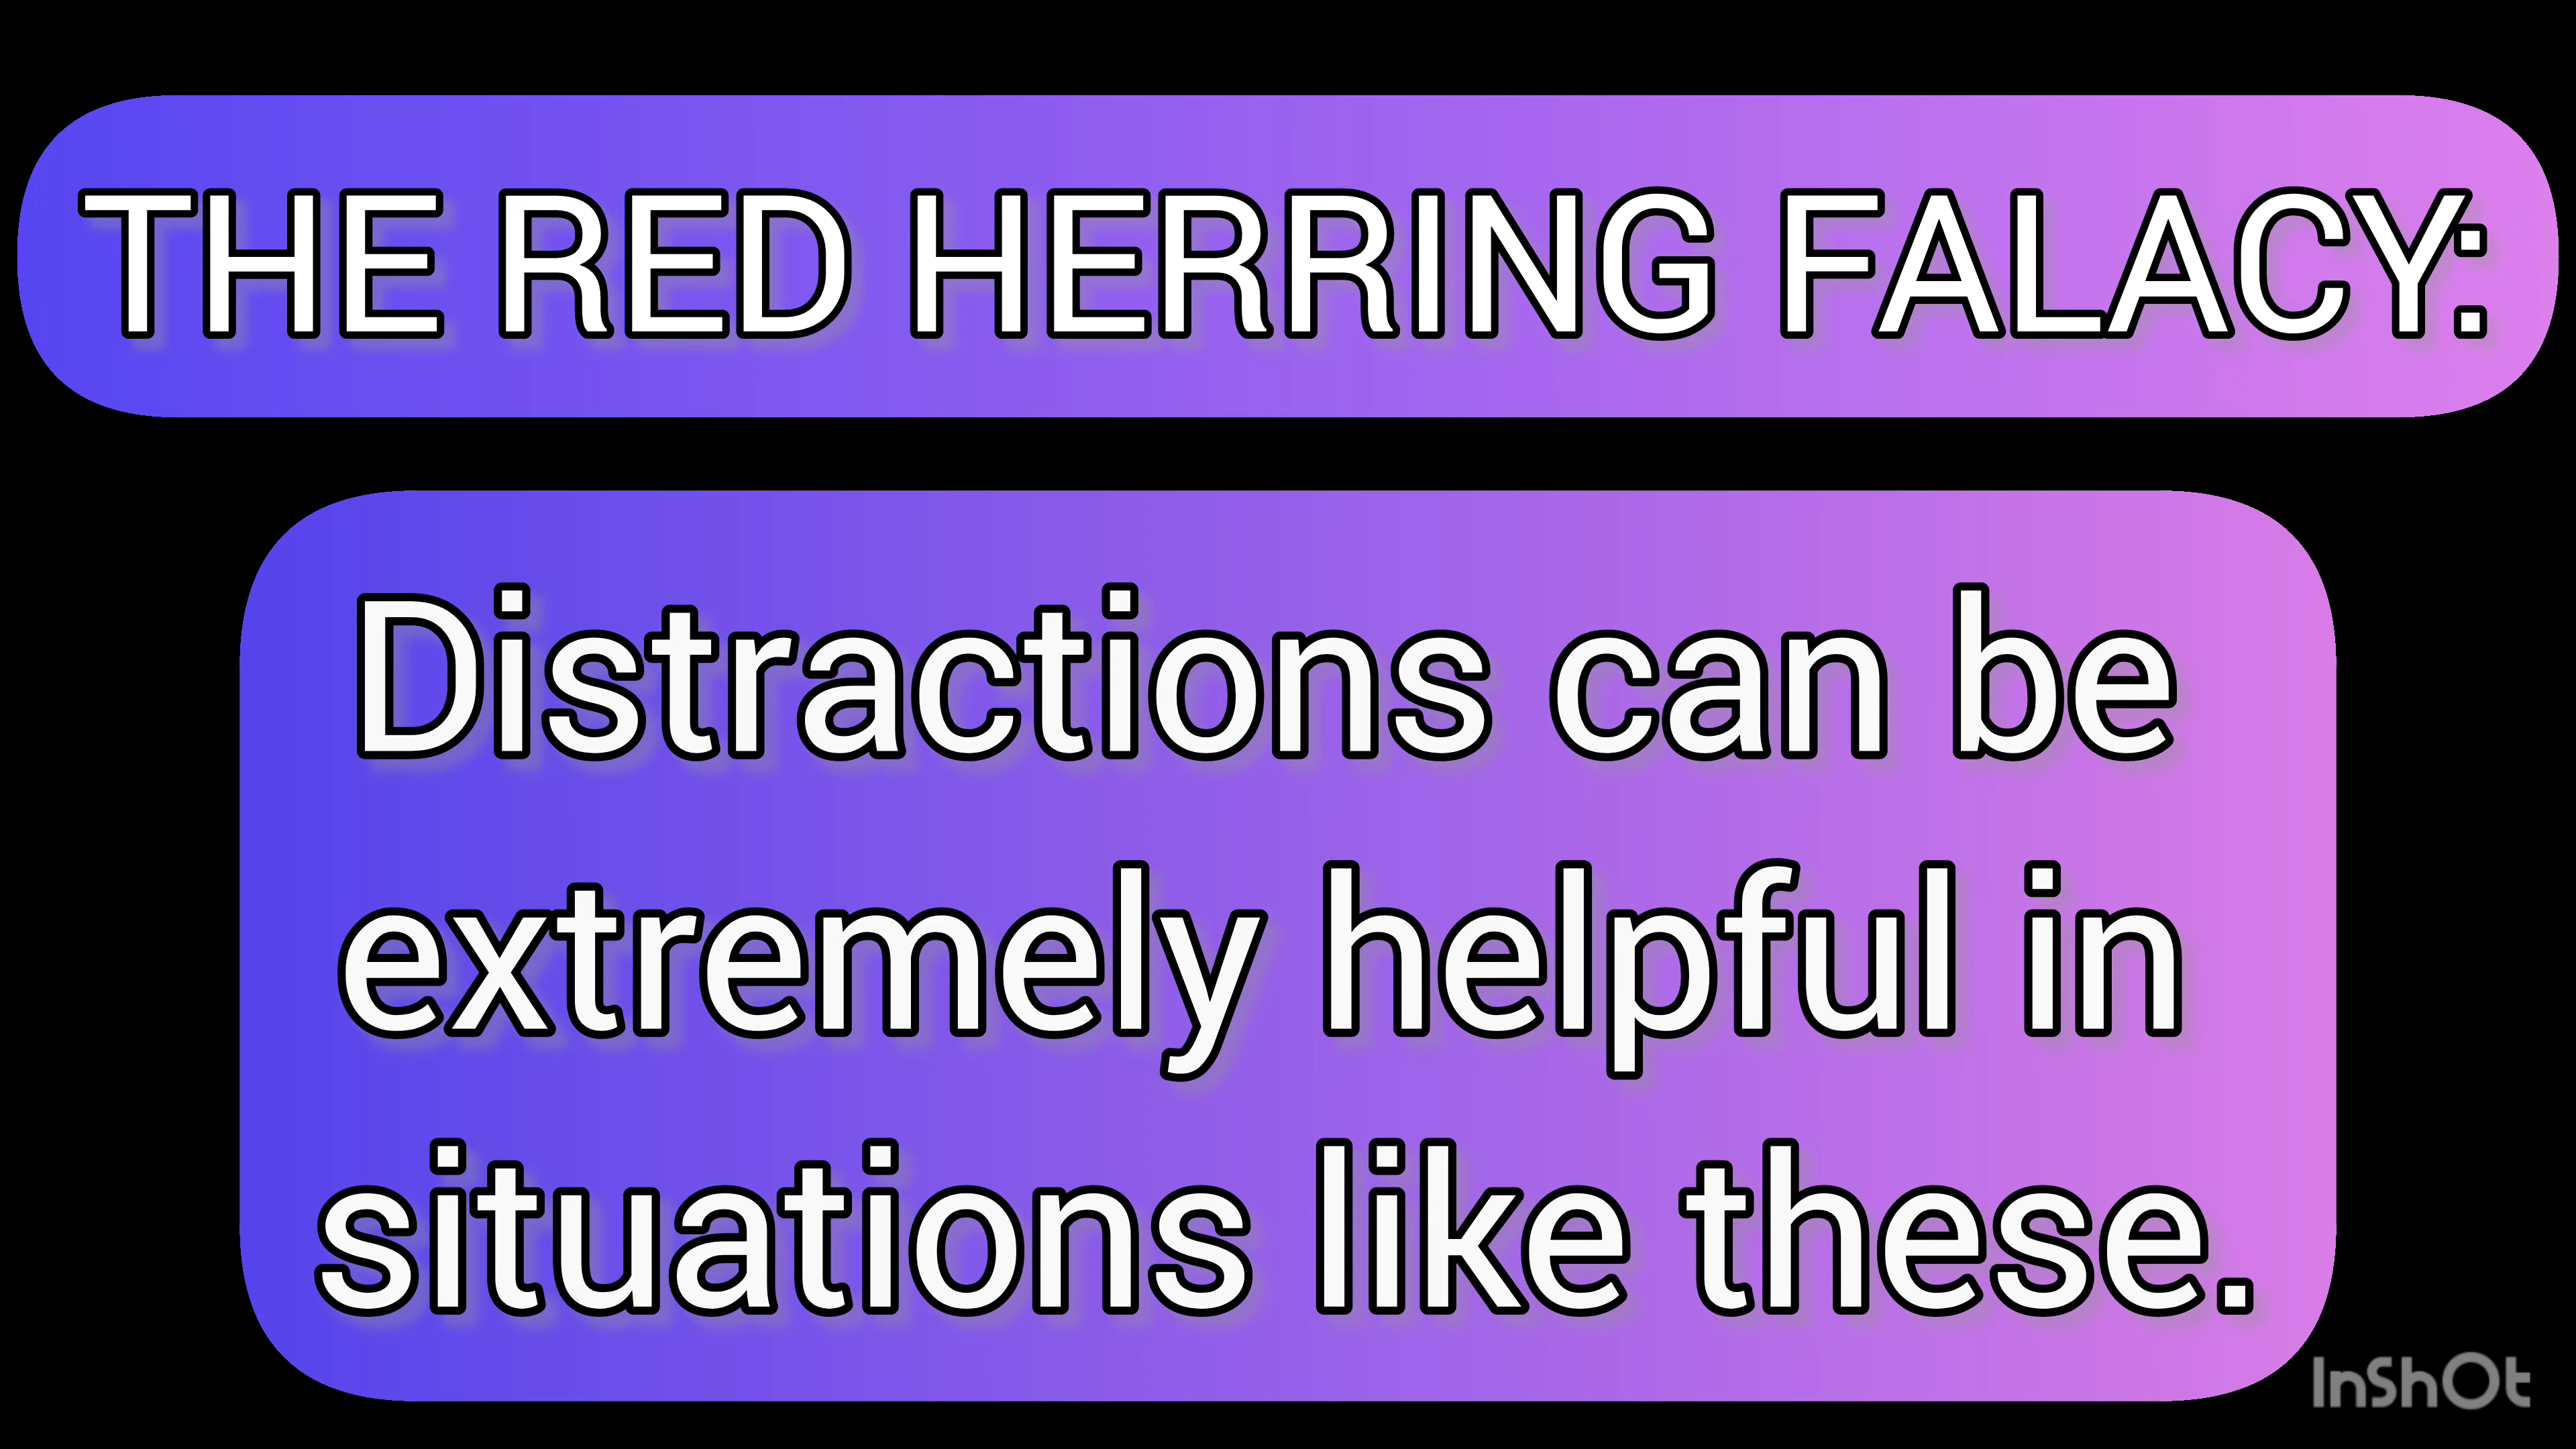 THE RED HERRING FALACY:
Distractions can be
extremely helpful in
situations like these.
InShOt